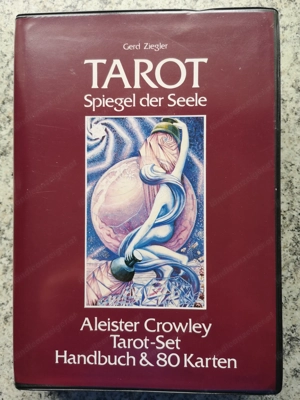 Gerd Ziegler
TAROT
Spiegel der Seele
Aleister Crowley
Tarot-Set
Handbuch & 80 Karten